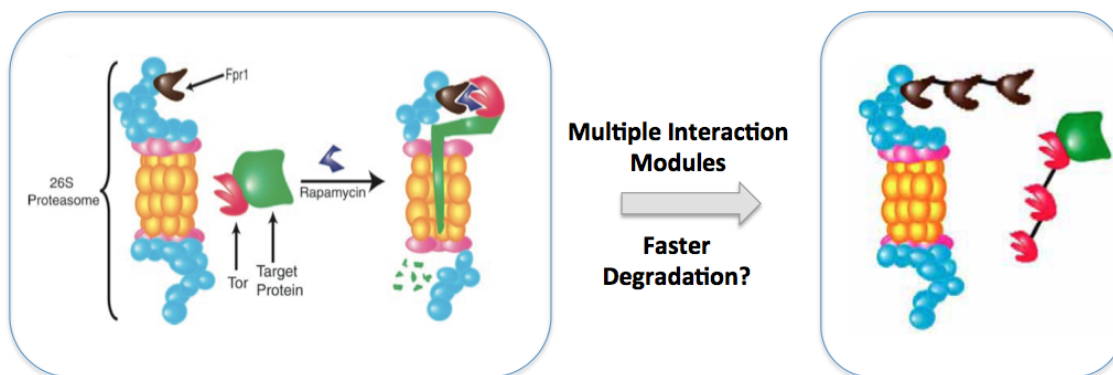 Fpr1
26S
Proteasome
Rapamycin
Tor
Target
Protein
Multiple Interaction
Modules
Faster
Degradation?